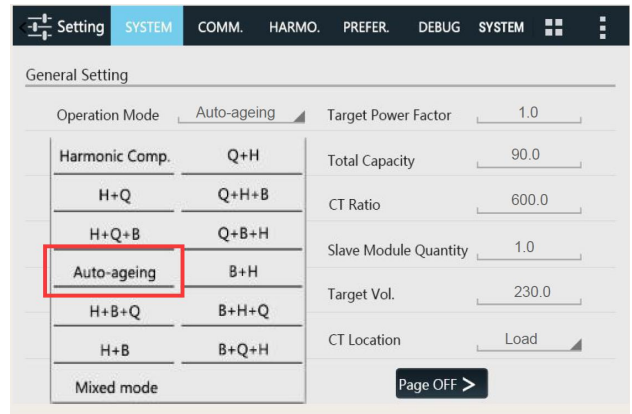 Setting SYSTEM COMM. HARMO. PREFER. DEBUG SYSTEM
General Setting
Operation Mode Auto-ageing Target Power Factor 1.0
Harmonic Comp. Q+H Total Capacity 90.0
H+Q Q+H+B CT Ratio 600.0
H+Q+B Q+B+H Slave Module Quantity 1.0
Auto-ageing B+H Target Vol. 230.0
H+B+Q B+H+Q
H+B B+Q+H CT Location Load
Mixed mode Page OFF >